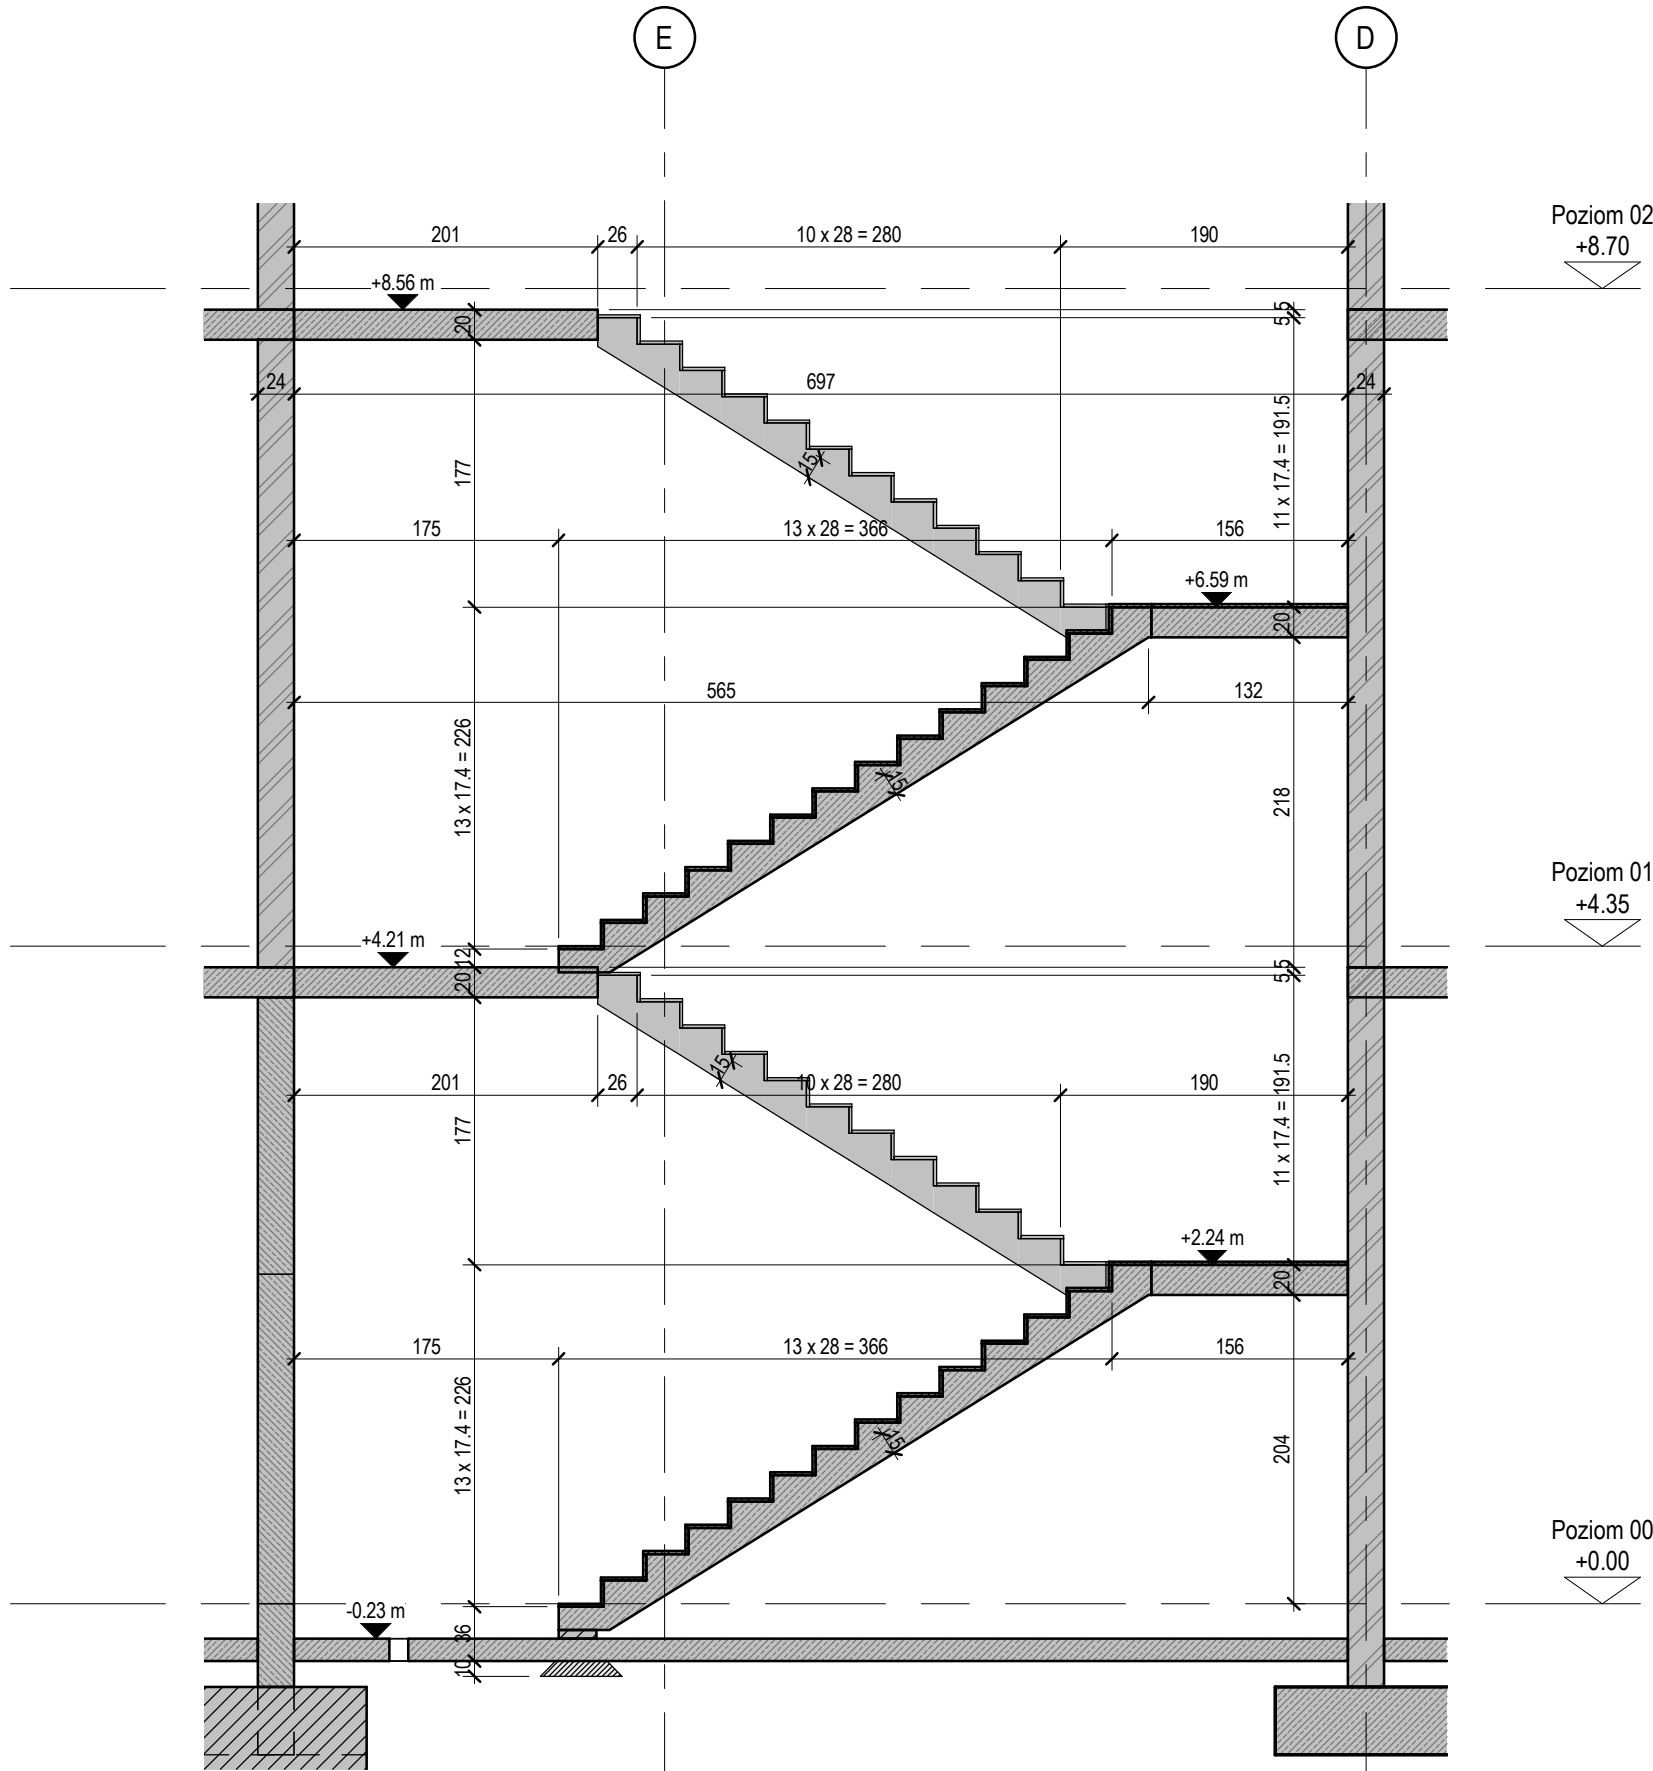 E
D
Poziom 02
+8.70
201
26
10 x 28 = 280
190
+8.56 m
20
5.5
24
697
24
11 x 17.4 = 191.5
177
15
175
13 x 28 = 366
156
+6.59 m
20
565
132
13 x 17.4 = 226
15
218
Poziom 01
+4.35
+4.21 m
12
20
5.5
15
201
26
10 x 28 = 280
190
177
11 x 17.4 = 191.5
+2.24 m
20
175
13 x 28 = 366
156
13 x 17.4 = 226
15
204
Poziom 00
+0.00
-0.23 m
36
10